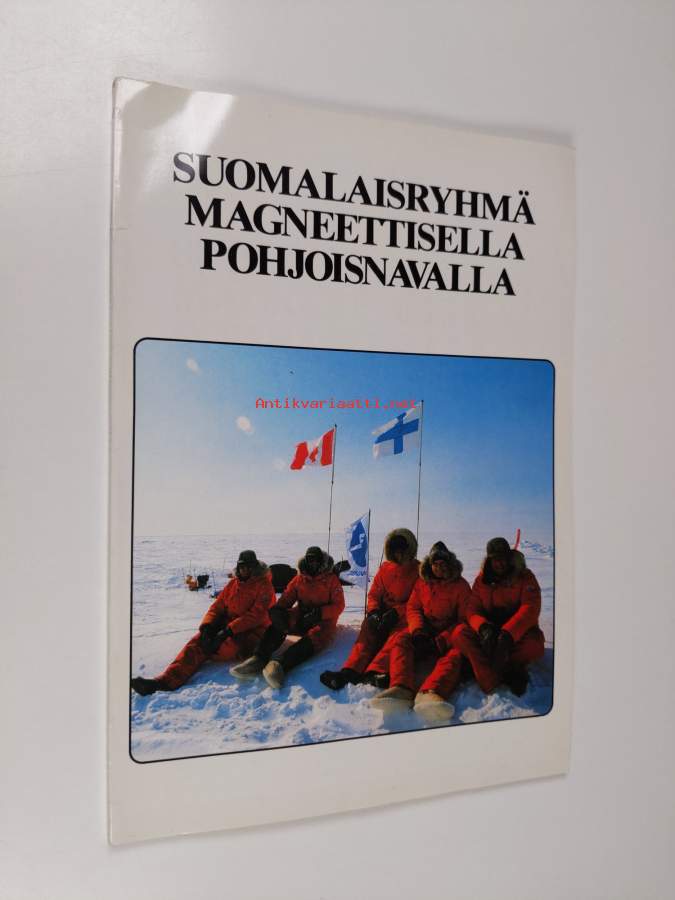 SUOMALAISRYHMÄ
MAGNEETTISELLA
POHJOISNAVALLA
Antikvariaatti.net